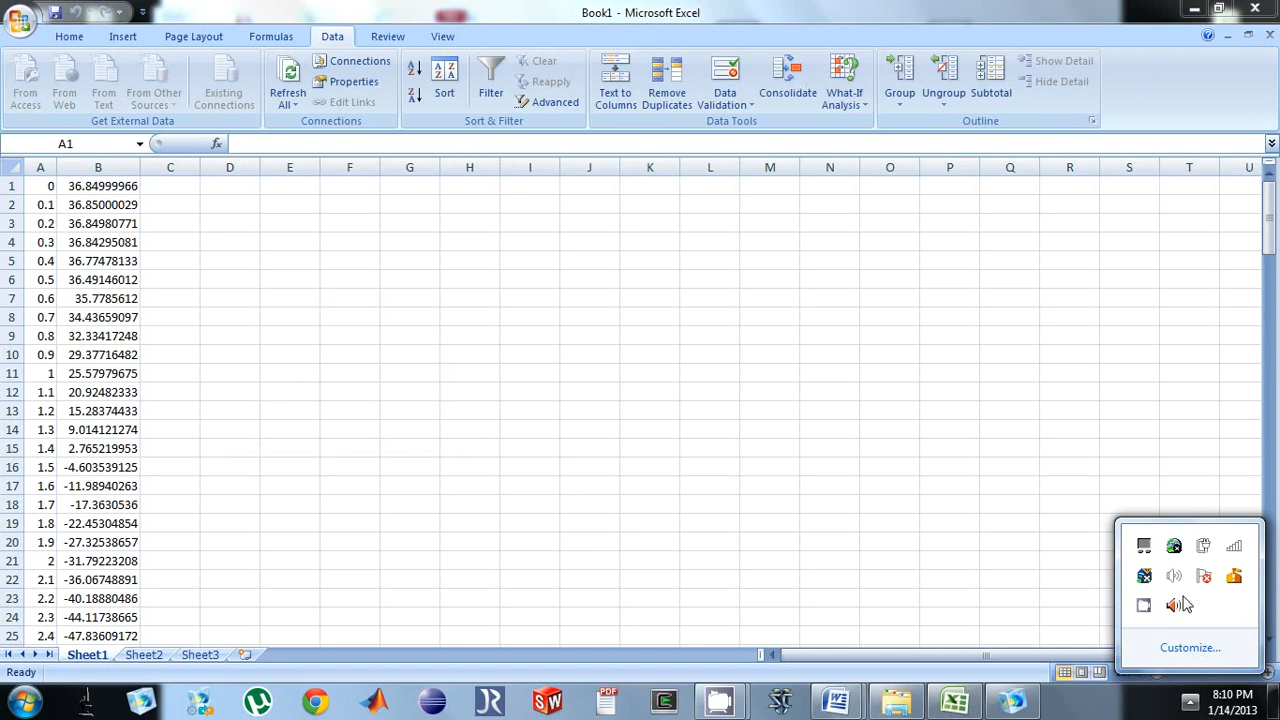 Book1 - Microsoft Excel
Home Insert Page Layout Formulas Data Review View
From Access
From Web
From Text
From Other Sources
Existing Connections
Get External Data
Refresh All
Connections
Properties
Edit Links
Connections
Sort
Filter
Clear
Reapply
Advanced
Sort & Filter
Text to Columns
Remove Duplicates
Data Validation
Consolidate
What-If Analysis
Data Tools
Group
Ungroup
Subtotal
Show Detail
Hide Detail
Outline
A1 fx
A B C D E F G H I J K L M N O P Q R S T U
1 0 36.84999966
2 0.1 36.85000029
3 0.2 36.84980771
4 0.3 36.84295081
5 0.4 36.77478133
6 0.5 36.49146012
7 0.6 35.7785612
8 0.7 34.43659097
9 0.8 32.33417248
10 0.9 29.37716482
11 1 25.57979675
12 1.1 20.92482333
13 1.2 15.28374433
14 1.3 9.014121274
15 1.4 2.765219953
16 1.5 -4.603539125
17 1.6 -11.98940263
18 1.7 -17.3630536
19 1.8 -22.45304854
20 1.9 -27.32538657
21 2 -31.79223208
22 2.1 -36.06748891
23 2.2 -40.18880486
24 2.3 -44.11738665
25 2.4 -47.83609172
Customize...
Sheet1 Sheet2 Sheet3
Ready
PDF
JR
SW
8:10 PM
1/14/2013